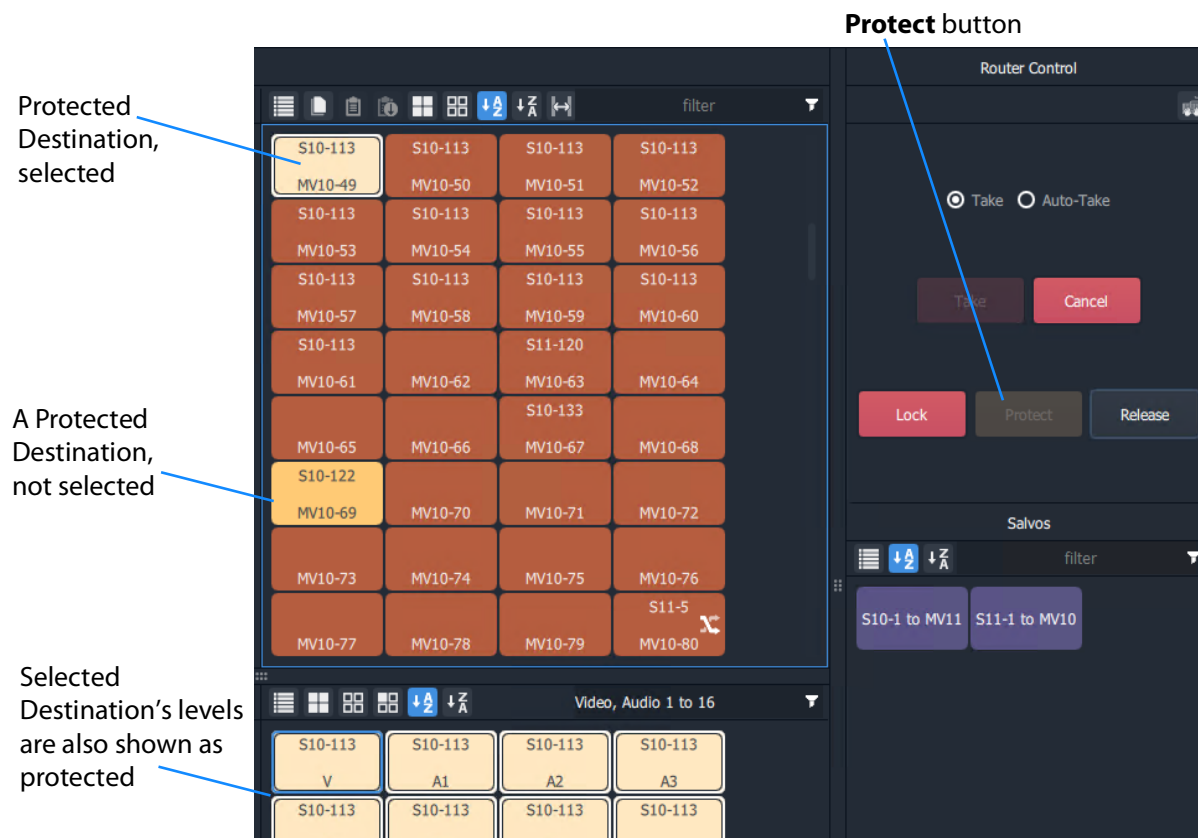 Protect button
Protected
Destination,
selected
A Protected
Destination,
not selected
Selected
Destination's levels
are also shown as
protected
filter
S10-113 S10-113 S10-113 S10-113
MV10-49 MV10-50 MV10-51 MV10-52
S10-113 S10-113 S10-113 S10-113
MV10-53 MV10-54 MV10-55 MV10-56
S10-113 S10-113 S10-113 S10-113
MV10-57 MV10-58 MV10-59 MV10-60
S10-113 S11-120
MV10-61 MV10-62 MV10-63 MV10-64
S10-133
MV10-65 MV10-66 MV10-67 MV10-68
S10-122
MV10-69 MV10-70 MV10-71 MV10-72
MV10-73 MV10-74 MV10-75 MV10-76
S11-5
MV10-77 MV10-78 MV10-79 MV10-80
Video, Audio 1 to 16
S10-113 S10-113 S10-113 S10-113
V A1 A2 A3
S10-113 S10-113 S10-113 S10-113
Router Control
Take Auto-Take
Take Cancel
Lock Protect Release
Salvos
filter
S10-1 to MV11 S11-1 to MV10